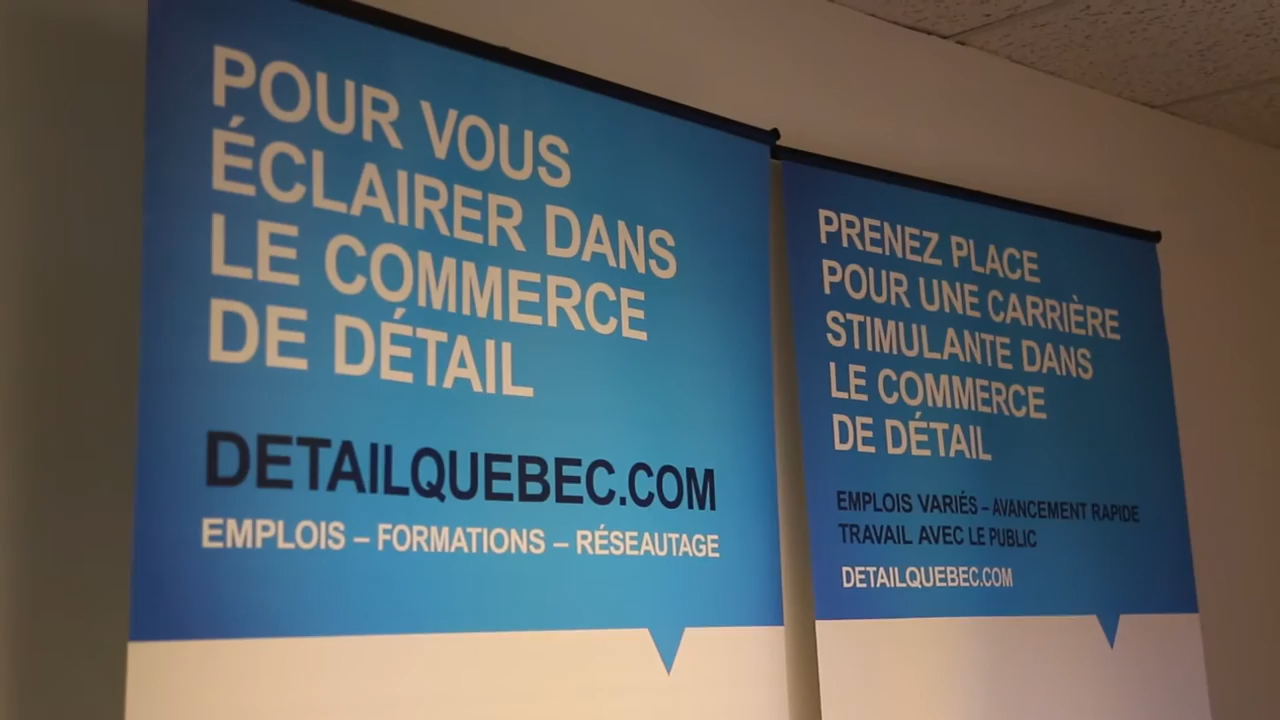 POUR VOUS
ÉCLAIRER DANS
LE COMMERCE
DE DÉTAIL
DETAILQUEBEC.COM
EMPLOIS – FORMATIONS – RÉSEAUTAGE
PRENEZ PLACE
POUR UNE CARRIÈRE
STIMULANTE DANS
LE COMMERCE
DE DÉTAIL
EMPLOIS VARIÉS – AVANCEMENT RAPIDE
TRAVAIL AVEC LE PUBLIC
DETAILQUEBEC.COM